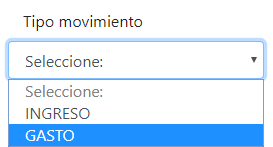 Tipo movimiento
Seleccione:
Seleccione:
INGRESO
GASTO